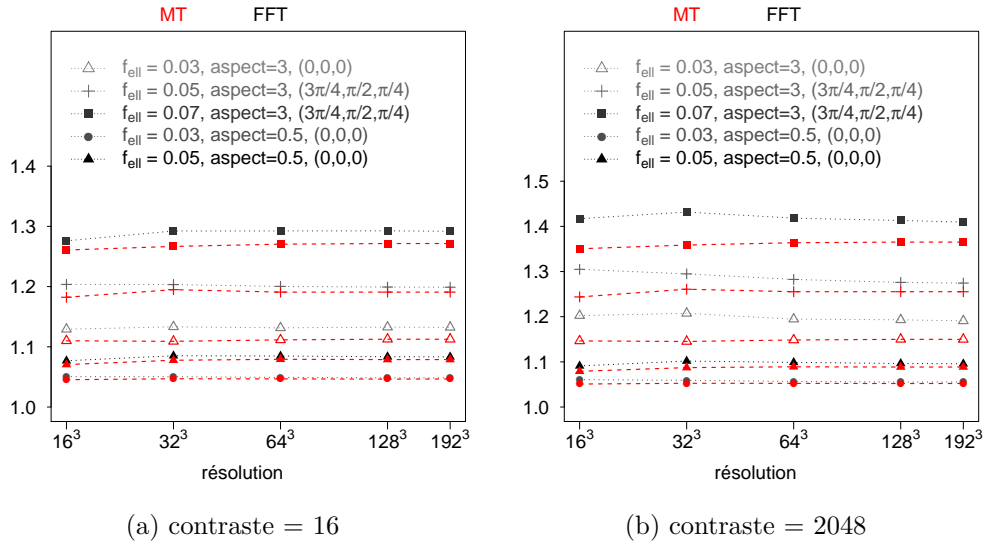 MT FFT
f_ell = 0.03, aspect=3, (0,0,0)
f_ell = 0.05, aspect=3, (3π/4,π/2,π/4)
f_ell = 0.07, aspect=3, (3π/4,π/2,π/4)
f_ell = 0.03, aspect=0.5, (0,0,0)
f_ell = 0.05, aspect=0.5, (0,0,0)
1.4
1.3
1.2
1.1
1.0
16³ 32³ 64³ 128³ 192³
résolution
(a) contraste = 16
MT FFT
f_ell = 0.03, aspect=3, (0,0,0)
f_ell = 0.05, aspect=3, (3π/4,π/2,π/4)
f_ell = 0.07, aspect=3, (3π/4,π/2,π/4)
f_ell = 0.03, aspect=0.5, (0,0,0)
f_ell = 0.05, aspect=0.5, (0,0,0)
1.5
1.4
1.3
1.2
1.1
1.0
16³ 32³ 64³ 128³ 192³
résolution
(b) contraste = 2048